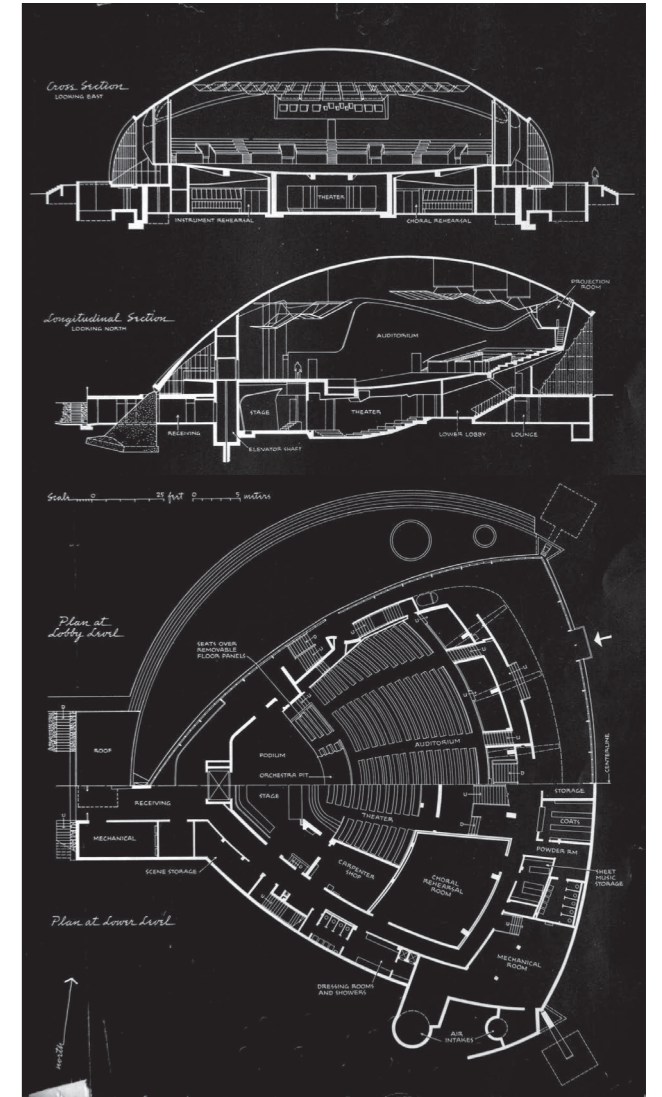 Cross Section
LOOKING EAST
THEATER
INSTRUMENT REHEARSAL
CHORAL REHEARSAL
Longitudinal Section
LOOKING NORTH
PROJECTION
ROOM
AUDITORIUM
STAGE
THEATER
RECEIVING
ELEVATOR SHAFT
LOWER LOBBY
LOUNGE
Scale 0 25 feet 0 5 meters
Plan at
Lobby Level
SEATS OVER
REMOVABLE
FLOOR PANELS
D
U
D
U
U
D
ROOF
PODIUM
AUDITORIUM
ORCHESTRA PIT
U
D
CENTERLINE
STAGE
THEATER
U
D
STORAGE
RECEIVING
COATS
MECHANICAL
U
POWDER RM
SCENE STORAGE
CARPENTER
SHOP
CHORAL
REHEARSAL
ROOM
SHEET
MUSIC
STORAGE
U
U
Plan at Lower Level
MECHANICAL
ROOM
DRESSING ROOMS
AND SHOWERS
AIR
INTAKES
north